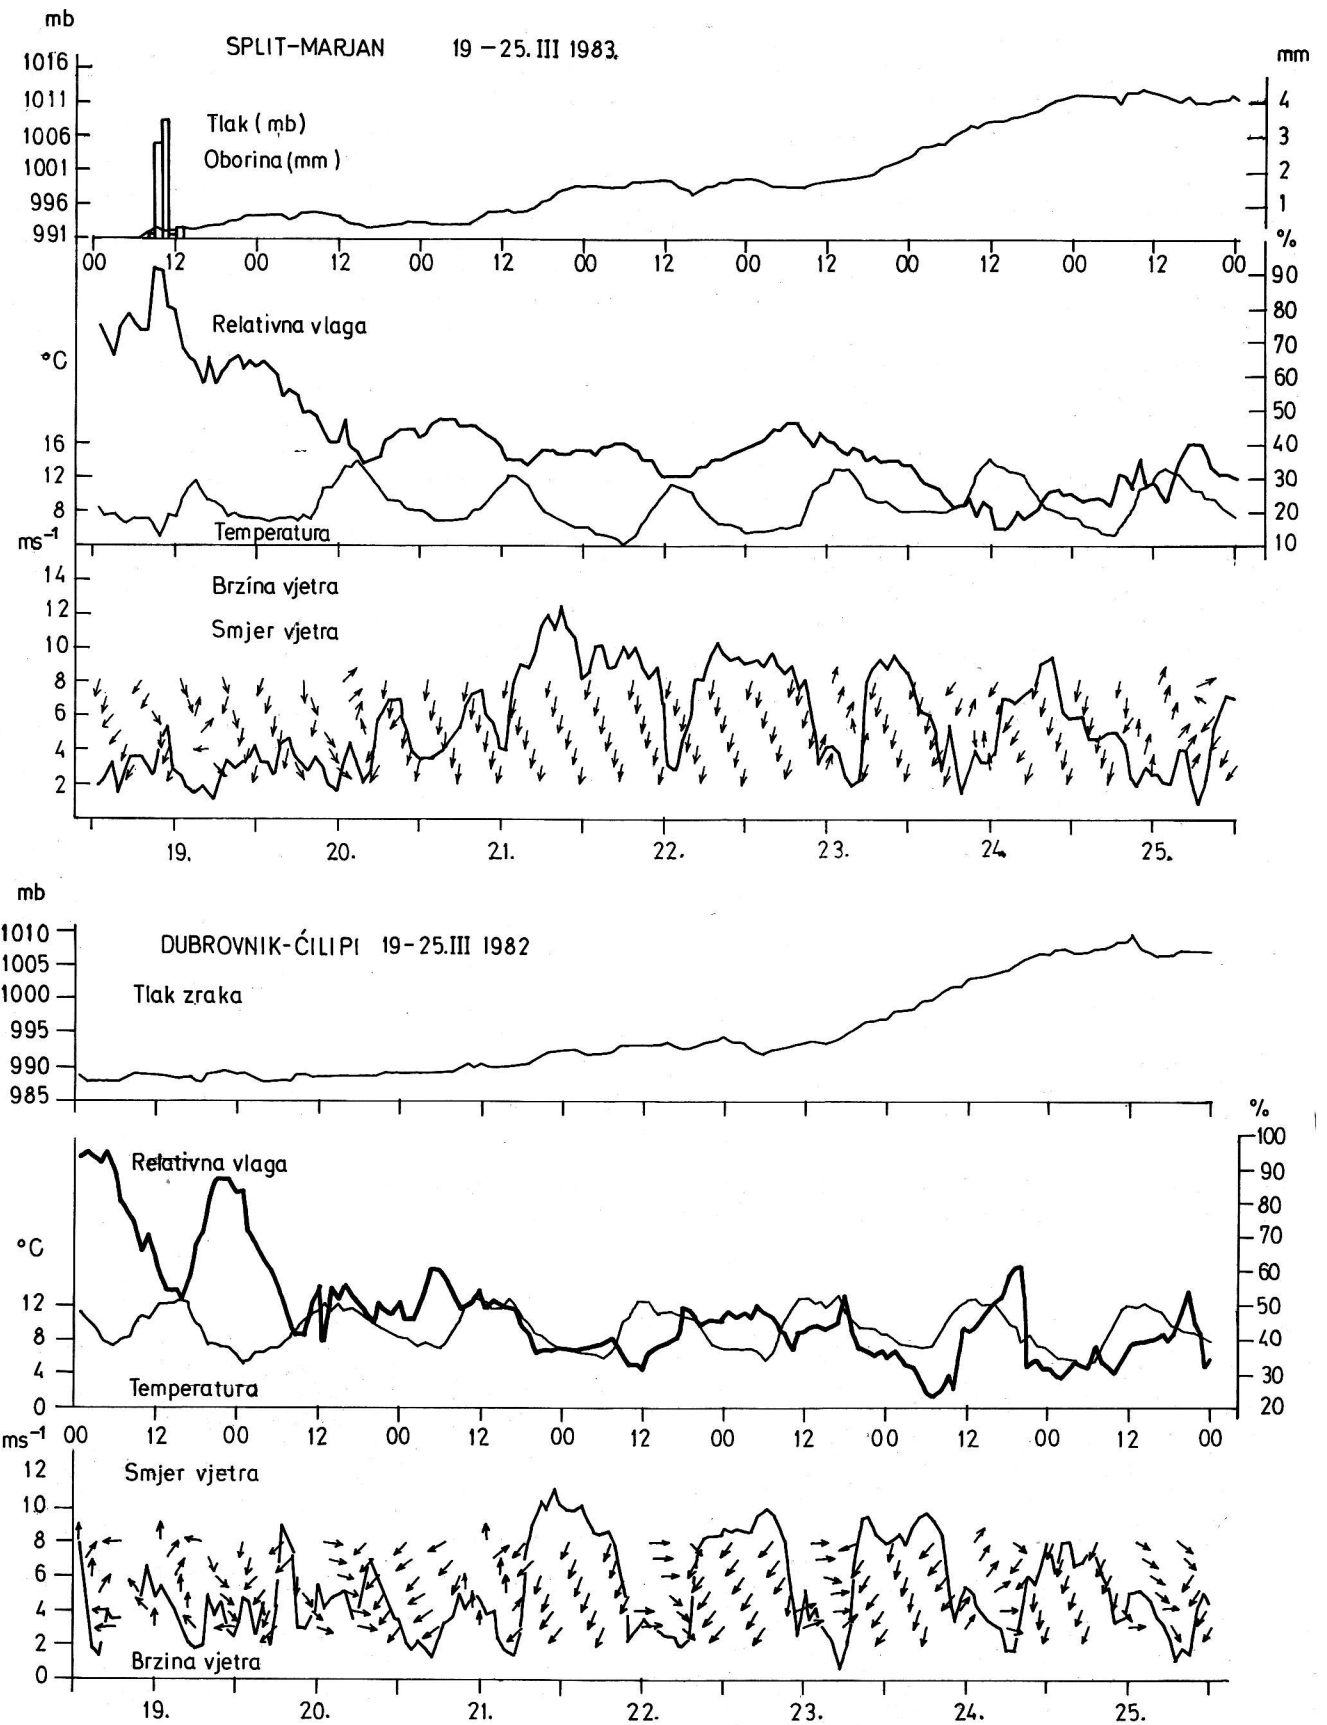 mb
SPLIT-MARJAN 19-25.III 1983.
mm
1016
1011
1006
1001
996
991
Tlak (mb)
Oborina (mm)
4
3
2
1
%
00 12 00 12 00 12 00 12 00 12 00 12 00 12 00
Relativna vlaga
90
80
70
60
50
40
30
20
10
°C
16
12
8
Temperatura
ms⁻¹
14
12
10
8
6
4
2
Brzina vjetra
Smjer vjetra
19. 20. 21. 22. 23. 24. 25.
mb
DUBROVNIK-ĆILIPI 19-25.III 1982
Tlak zraka
1010
1005
1000
995
990
985
%
Relativna vlaga
100
90
80
70
60
50
40
30
20
°C
12
8
4
0
Temperatura
ms⁻¹ 00 12 00 12 00 12 00 12 00 12 00 12 00 12 00
Smjer vjetra
12
10
8
6
4
2
0
Brzina vjetra
19. 20. 21. 22. 23. 24. 25.